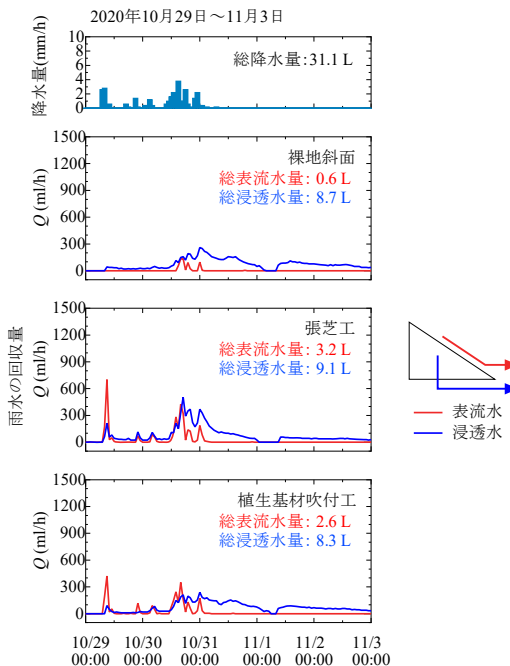 2020年10月29日～11月3日
降水量(mm/h)
10
8
6
4
2
0
総降水量:31.1 L
雨水の回収量
Q (ml/h)
1500
1200
900
600
300
0
裸地斜面
総表流水量: 0.6 L
総浸透水量: 8.7 L
Q (ml/h)
1500
1200
900
600
300
0
張芝工
総表流水量: 3.2 L
総浸透水量: 9.1 L
表流水
浸透水
Q (ml/h)
1500
1200
900
600
300
0
植生基材吹付工
総表流水量: 2.6 L
総浸透水量: 8.3 L
10/29 10/30 10/31 11/1 11/2 11/3
00:00 00:00 00:00 00:00 00:00 00:00